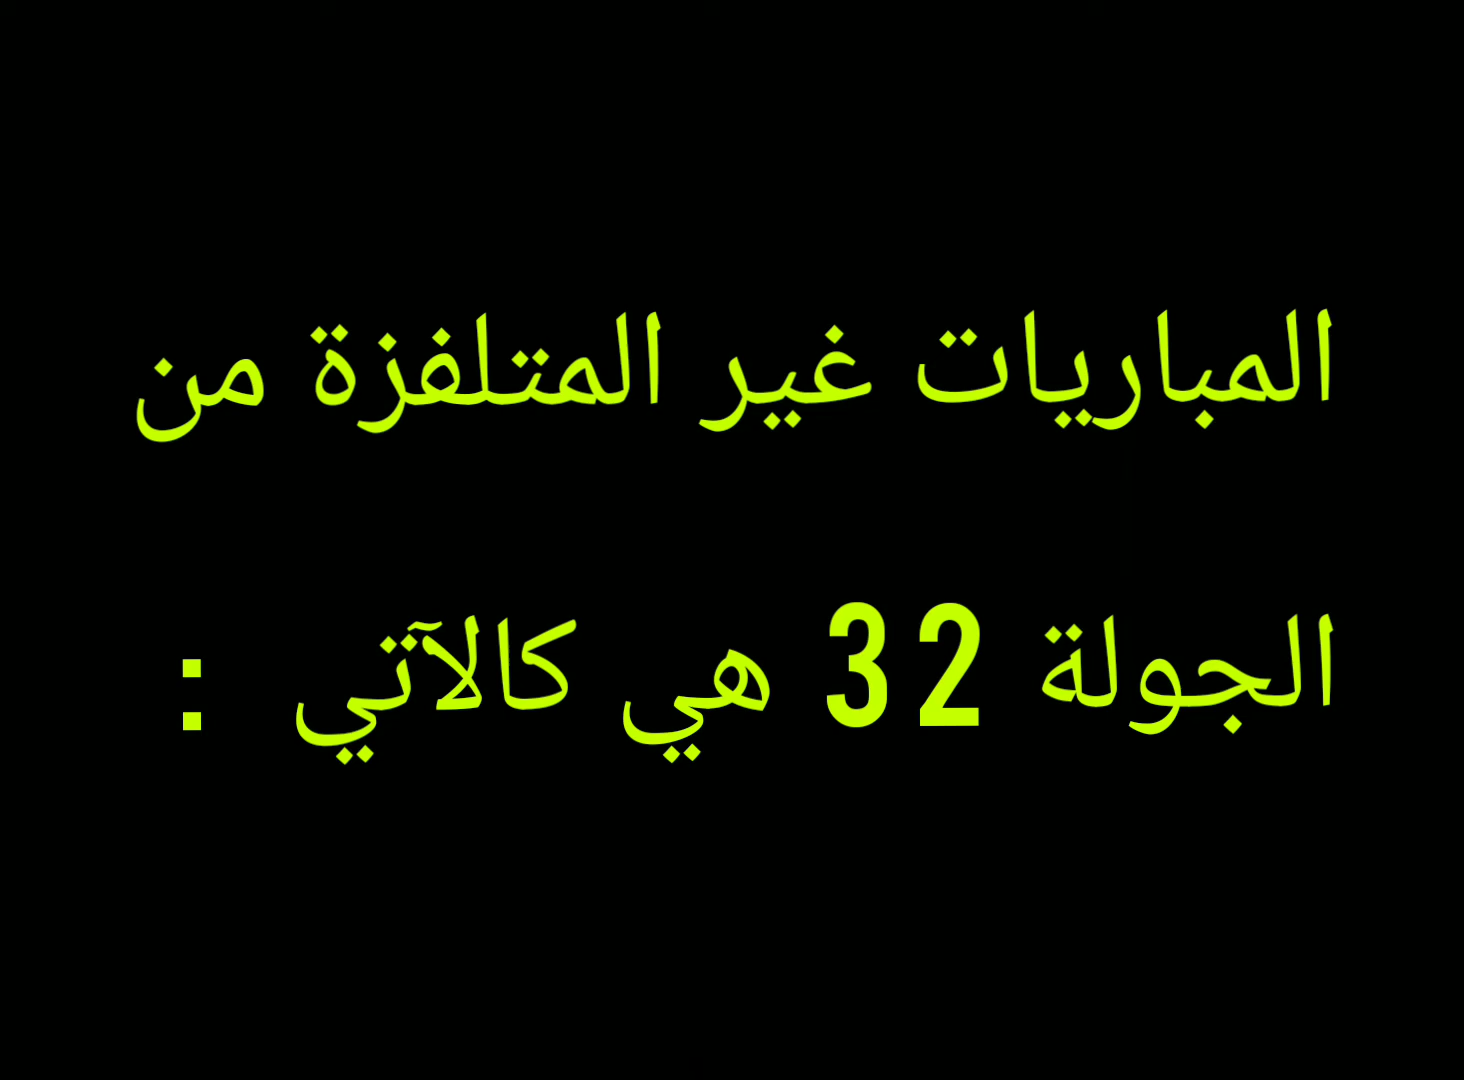 المباريات غير المتلفزة من
الجولة 32 هي كالآتي :